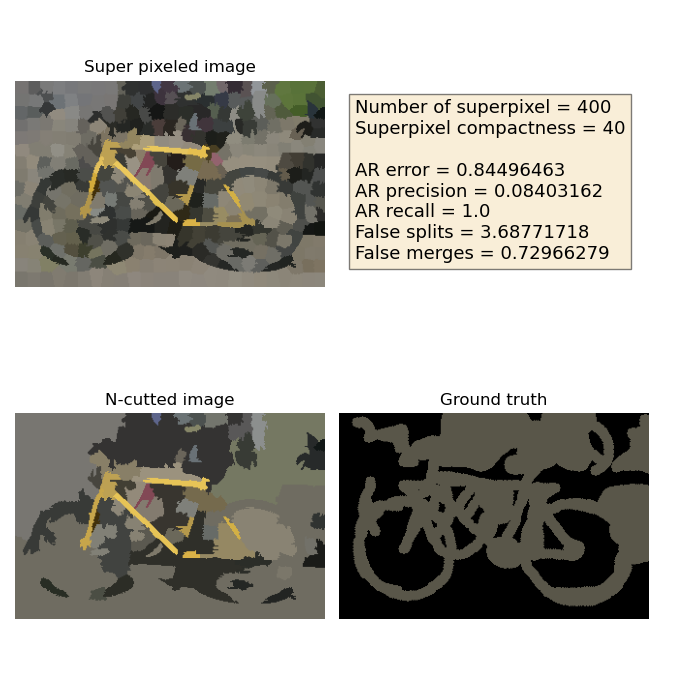 Super pixeled image
Number of superpixel = 400
Superpixel compactness = 40
AR error = 0.84496463
AR precision = 0.08403162
AR recall = 1.0
False splits = 3.68771718
False merges = 0.72966279
N-cutted image
Ground truth